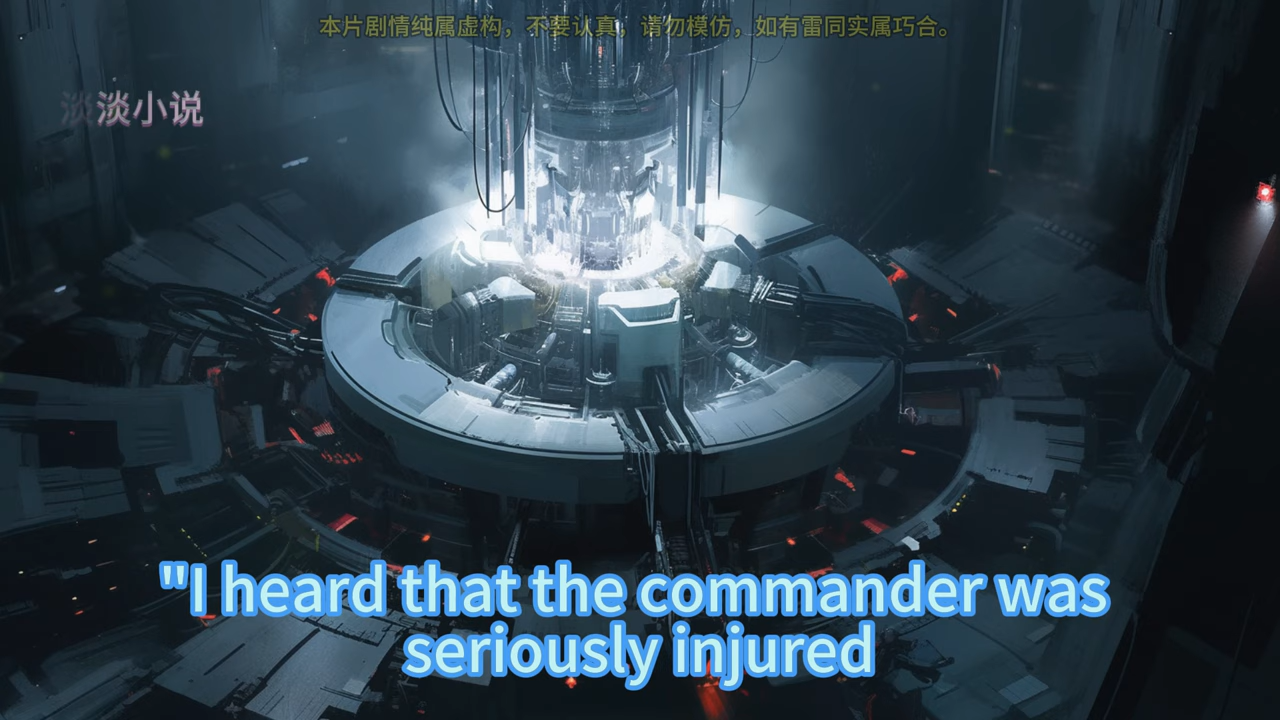 本片剧情纯属虚构，不要认真，请勿模仿，如有雷同实属巧合。
淡淡小说
"I heard that the commander was
seriously injured